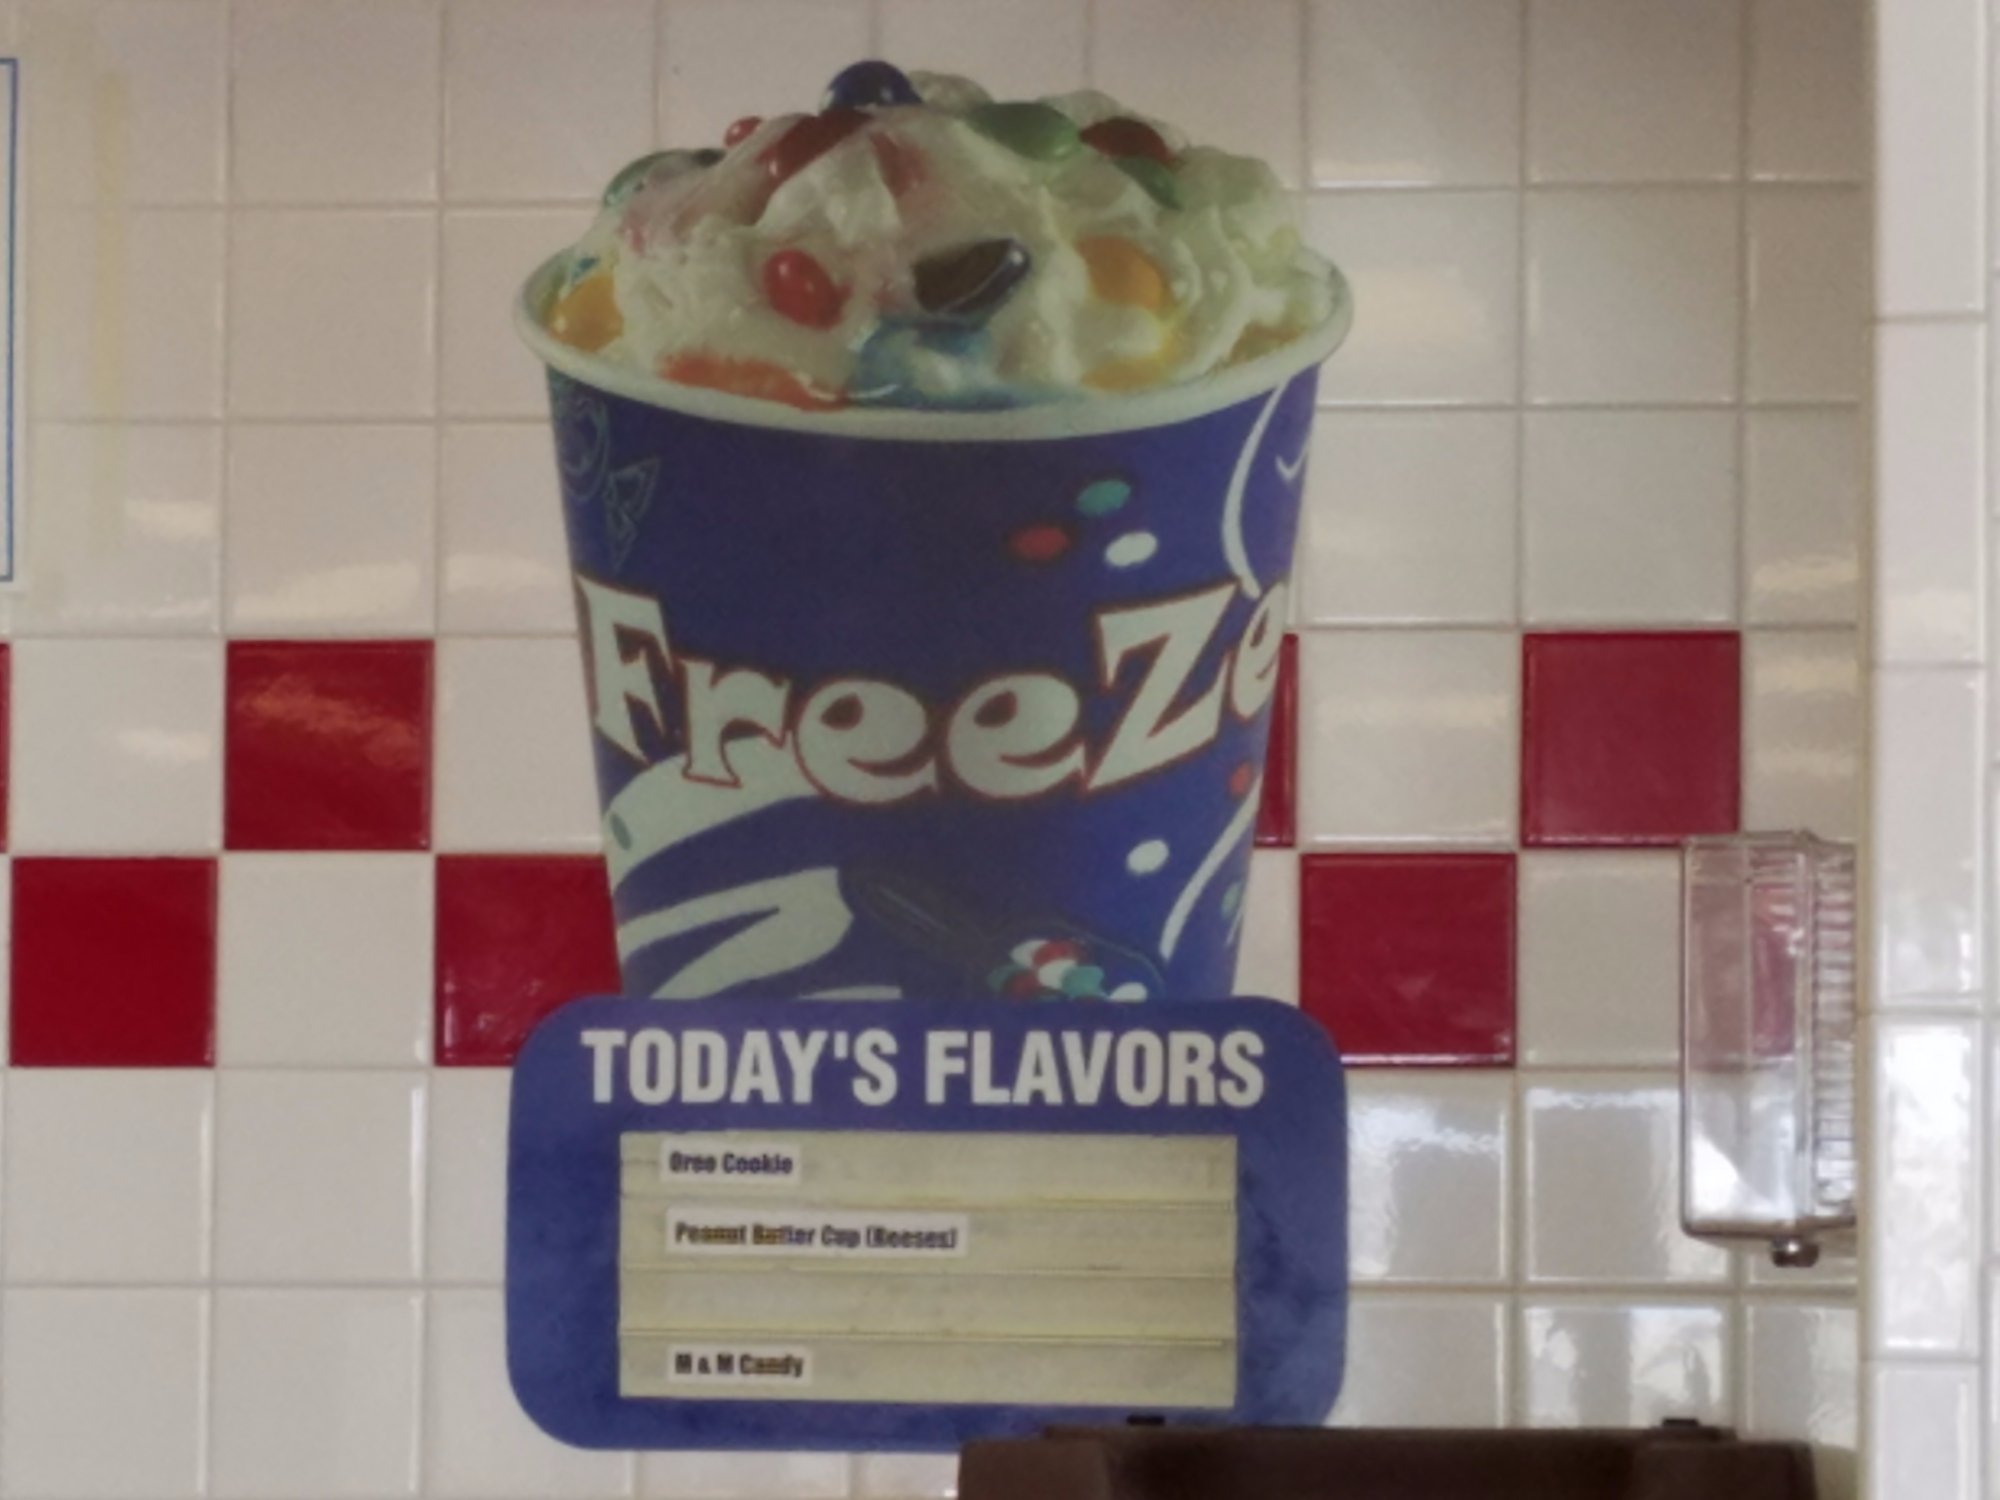 FreeZe
TODAY'S FLAVORS
Oreo Cookie
Peanut Butter Cup (Reeses)
M & M Candy